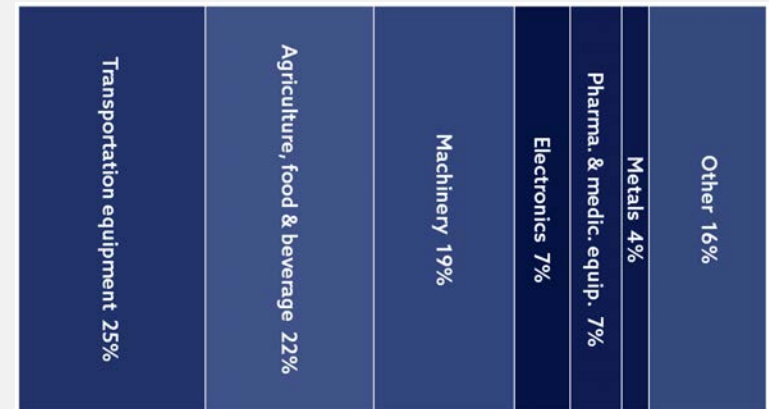 Transportation equipment 25%
Agriculture, food & beverage 22%
Machinery 19%
Electronics 7%
Pharma. & medic. equip. 7%
Metals 4%
Other 16%